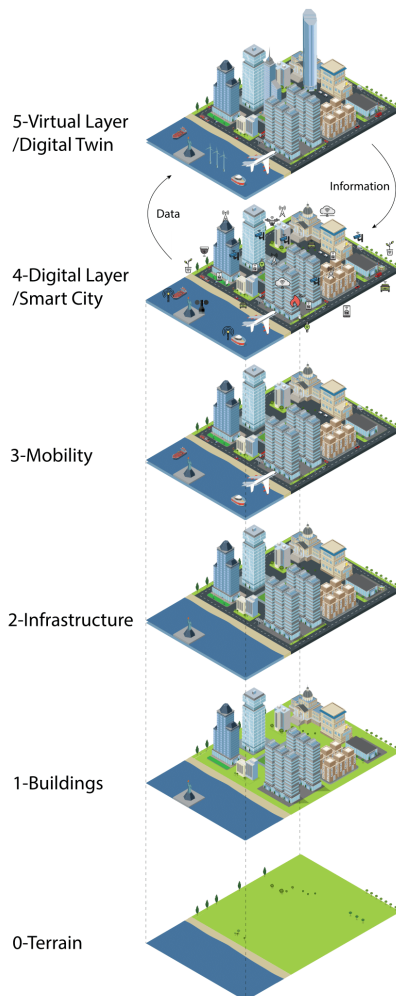 5-Virtual Layer
/Digital Twin
Information
Data
4-Digital Layer
/Smart City
3-Mobility
2-Infrastructure
1-Buildings
0-Terrain